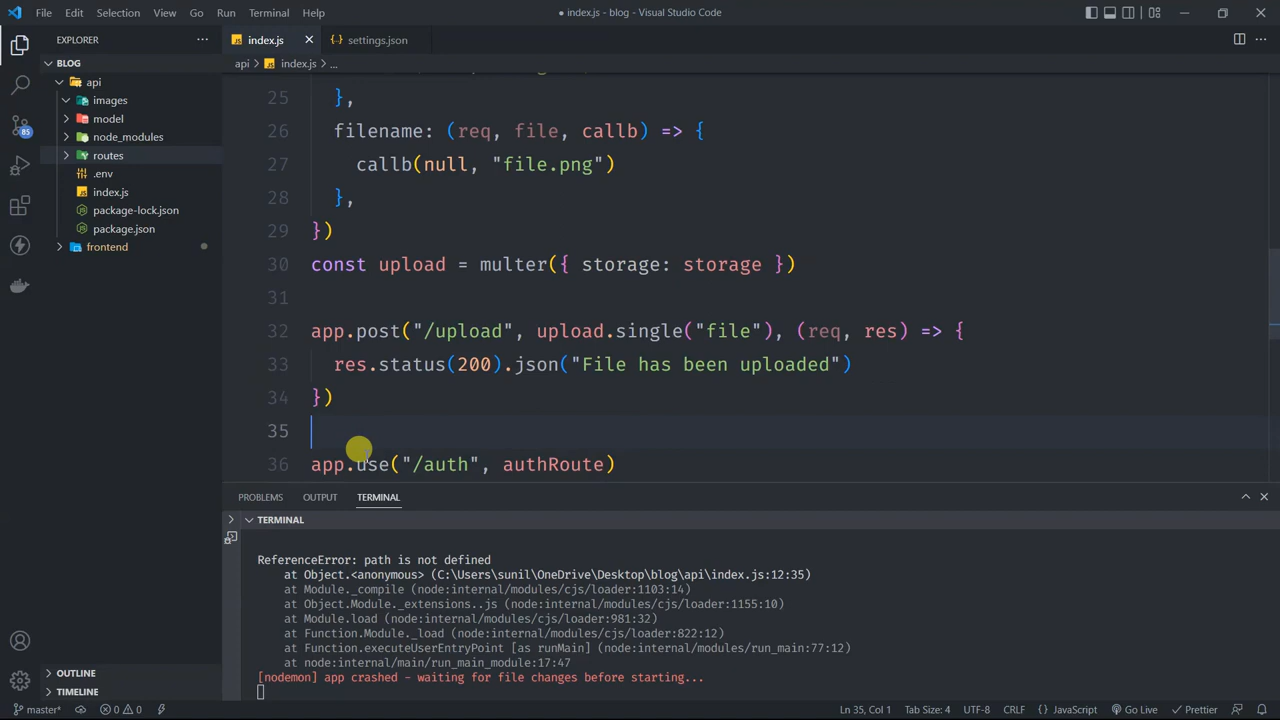 File Edit Selection View Go Run Terminal Help
● index.js - blog - Visual Studio Code
EXPLORER
BLOG
api
images
model
node_modules
routes
.env
index.js
package-lock.json
package.json
frontend
85
OUTLINE
TIMELINE
index.js
settings.json
api > index.js > ...
25 },
26 filename: (req, file, callb) => {
27 callb(null, "file.png")
28 },
29 })
30 const upload = multer({ storage: storage })
31
32 app.post("/upload", upload.single("file"), (req, res) => {
33 res.status(200).json("File has been uploaded")
34 })
35
36 app.use("/auth", authRoute)
PROBLEMS OUTPUT TERMINAL
TERMINAL
ReferenceError: path is not defined
at Object.<anonymous> (C:\Users\sunil\OneDrive\Desktop\blog\api\index.js:12:35)
at Module._compile (node:internal/modules/cjs/loader:1103:14)
at Object.Module._extensions..js (node:internal/modules/cjs/loader:1155:10)
at Module.load (node:internal/modules/cjs/loader:981:32)
at Function.Module._load (node:internal/modules/cjs/loader:822:12)
at Function.executeUserEntryPoint [as runMain] (node:internal/modules/run_main:77:12)
at node:internal/main/run_main_module:17:47
[nodemon] app crashed - waiting for file changes before starting...
master* 0 0 Ln 35, Col 1 Tab Size: 4 UTF-8 CRLF {} JavaScript Go Live Prettier